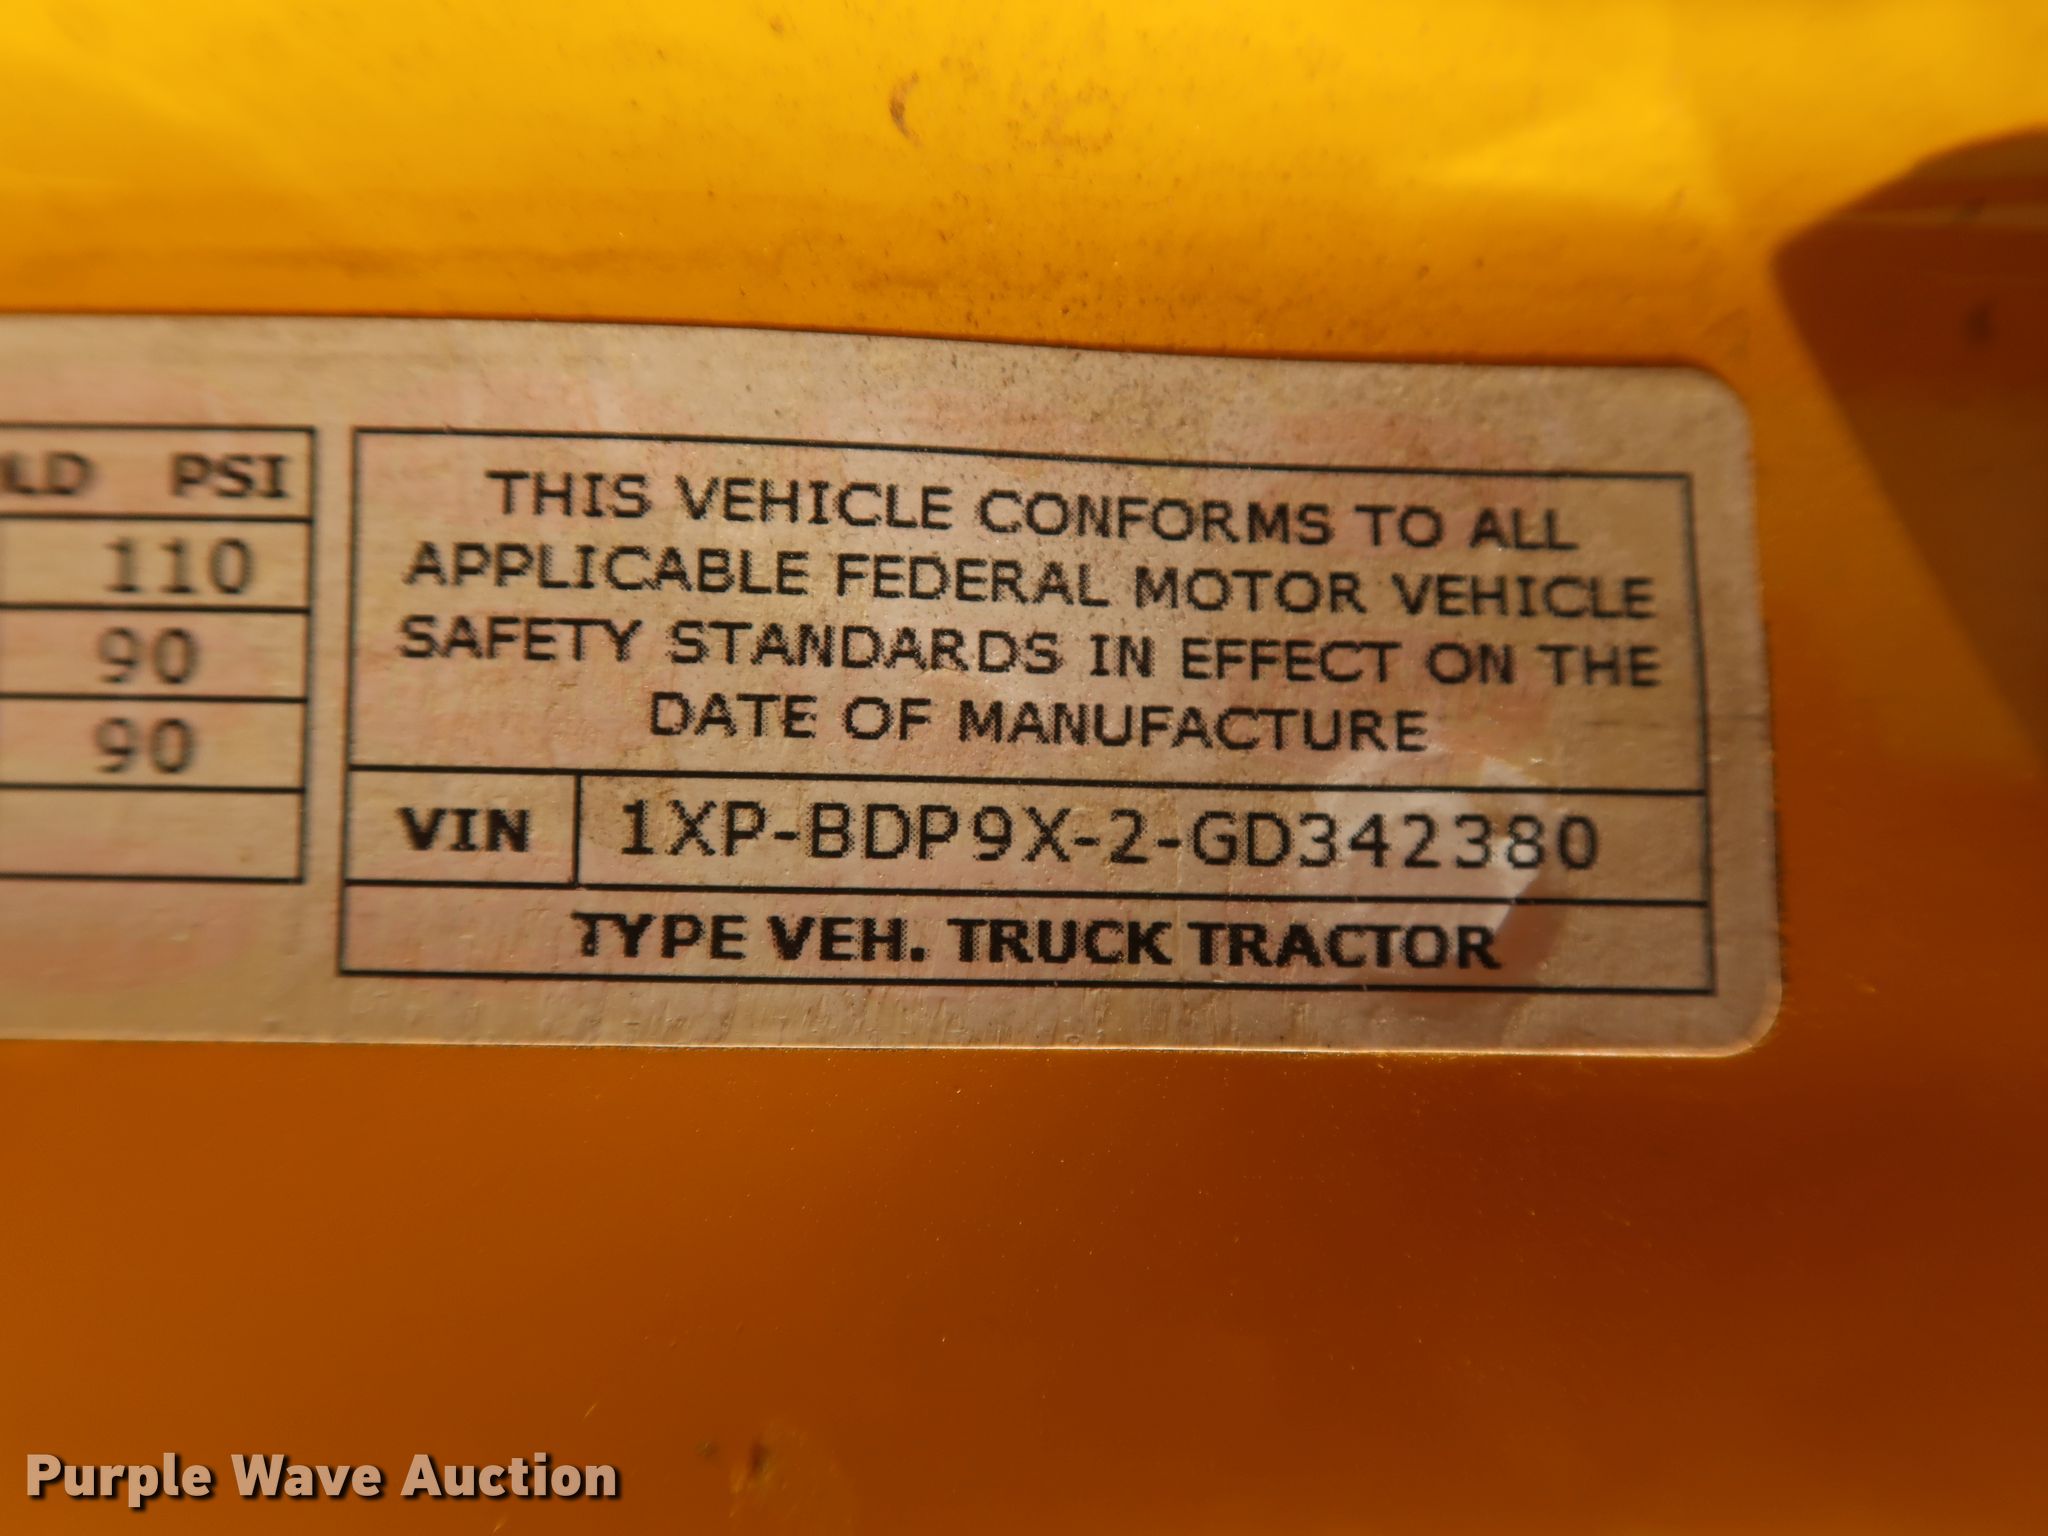 PSI
110
90
90
THIS VEHICLE CONFORMS TO ALL
APPLICABLE FEDERAL MOTOR VEHICLE
SAFETY STANDARDS IN EFFECT ON THE
DATE OF MANUFACTURE
VIN 1XP-BDP9X-2-GD342380
TYPE VEH. TRUCK TRACTOR
Purple Wave Auction